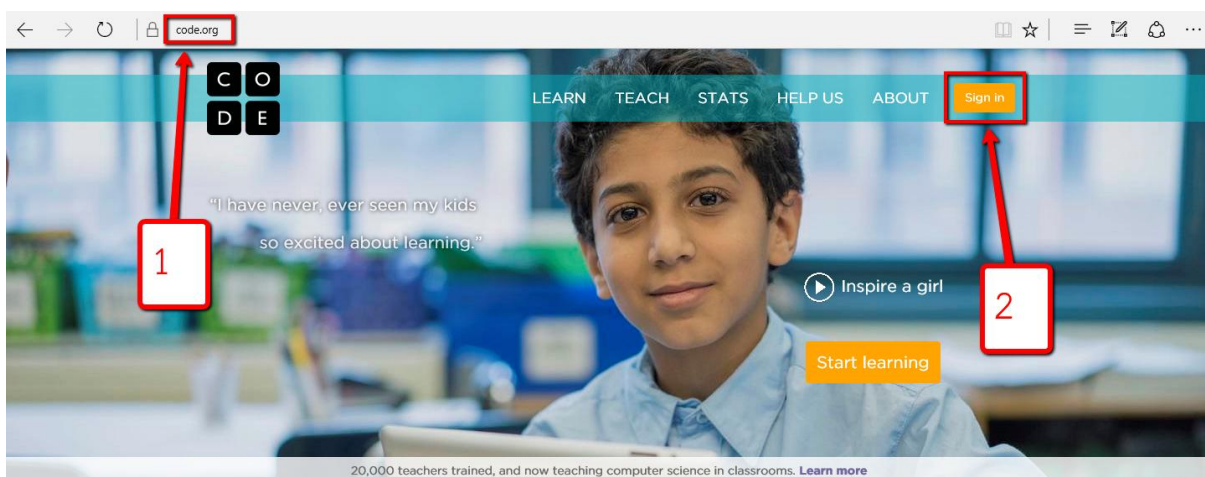 code.org
C O
D E
LEARN TEACH STATS HELP US ABOUT Sign in
"I have never, ever seen my kids
so excited about learning."
1
Inspire a girl
2
Start learning
20,000 teachers trained, and now teaching computer science in classrooms. Learn more